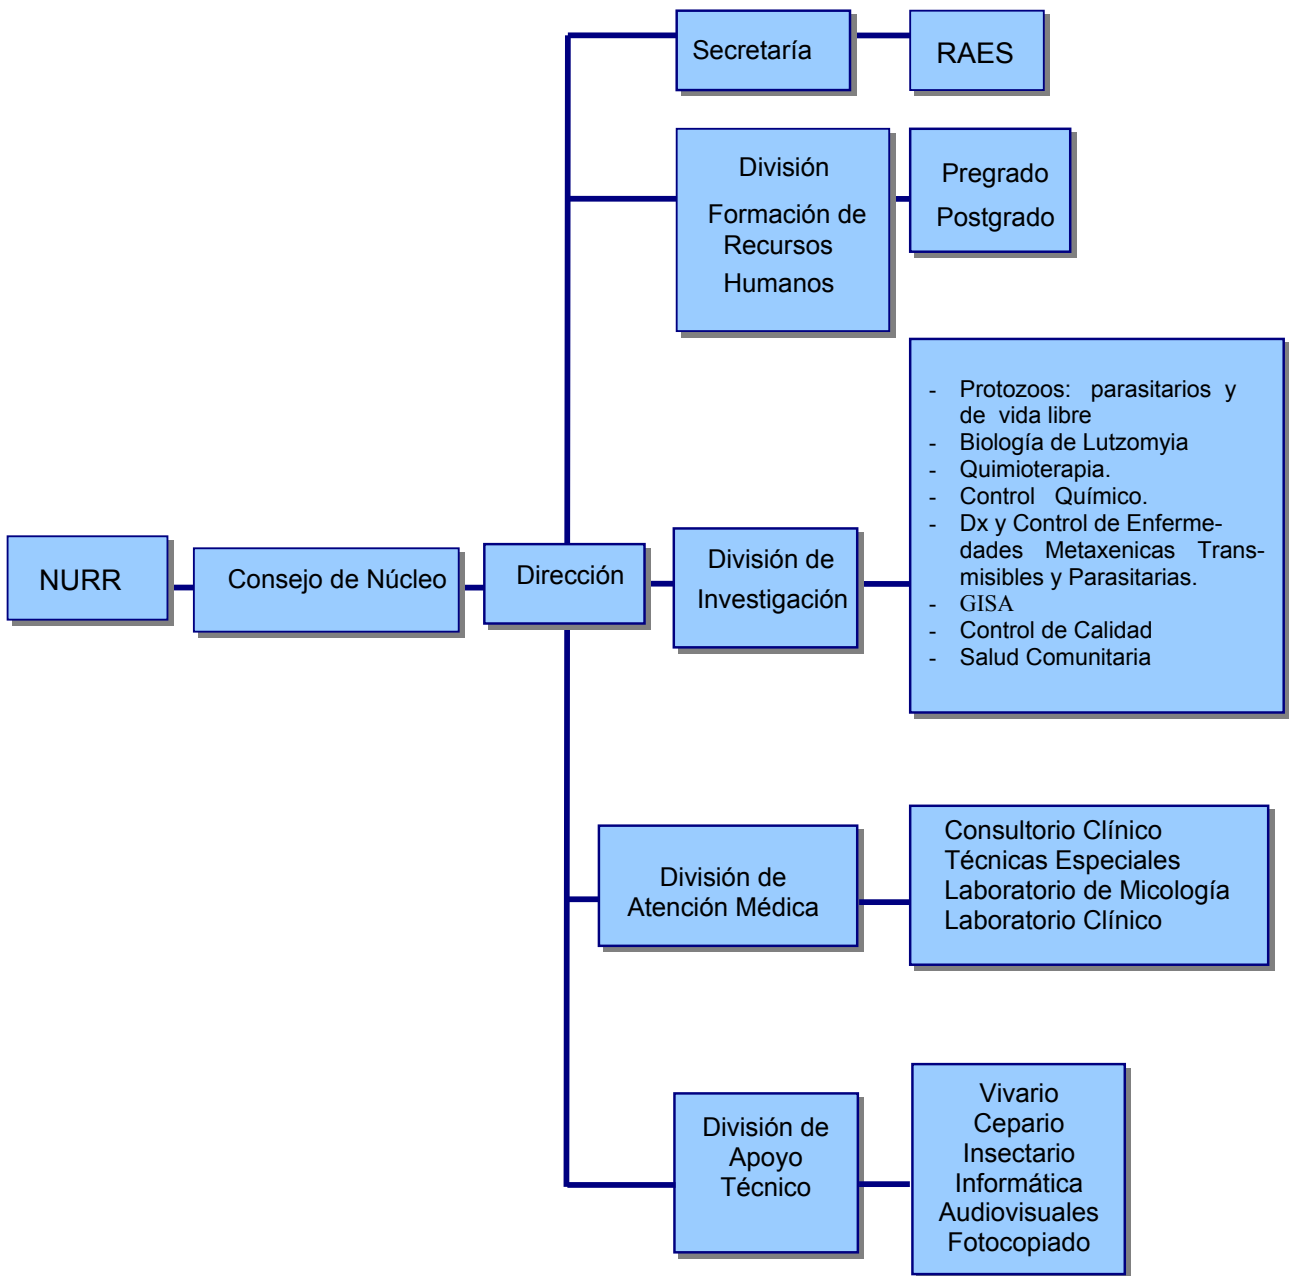 Secretaría
RAES
División
Formación de
Recursos
Humanos
Pregrado
Postgrado
NURR
Consejo de Núcleo
Dirección
División de
Investigación
- Protozoos: parasitarios y
de vida libre
- Biología de Lutzomyia
- Quimioterapia.
- Control Químico.
- Dx y Control de Enferme-
dades Metaxenicas Trans-
misibles y Parasitarias.
- GISA
- Control de Calidad
- Salud Comunitaria
División de
Atención Médica
Consultorio Clínico
Técnicas Especiales
Laboratorio de Micología
Laboratorio Clínico
División de
Apoyo
Técnico
Vivario
Cepario
Insectario
Informática
Audiovisuales
Fotocopiado